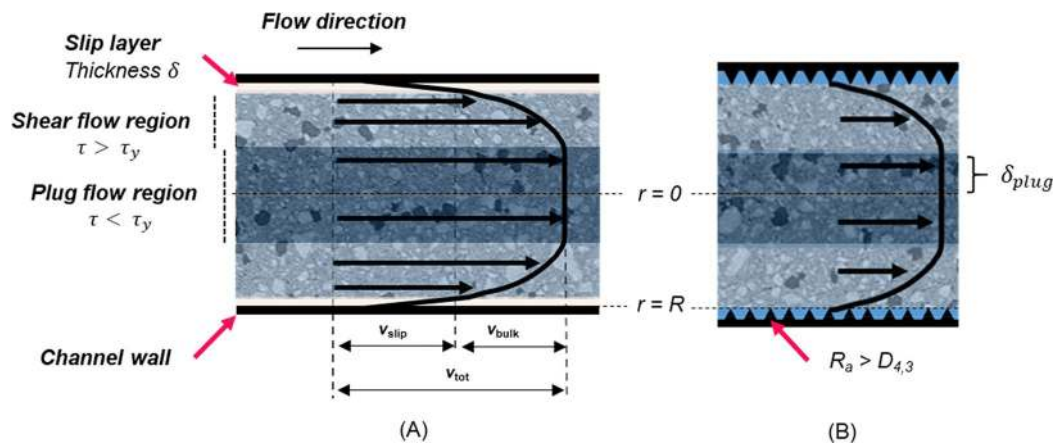 Flow direction
Slip layer
Thickness δ
Shear flow region
τ > τy
Plug flow region
τ < τy
Channel wall
vslip
vbulk
vtot
(A)
r = 0
r = R
δplug
Ra > D4,3
(B)